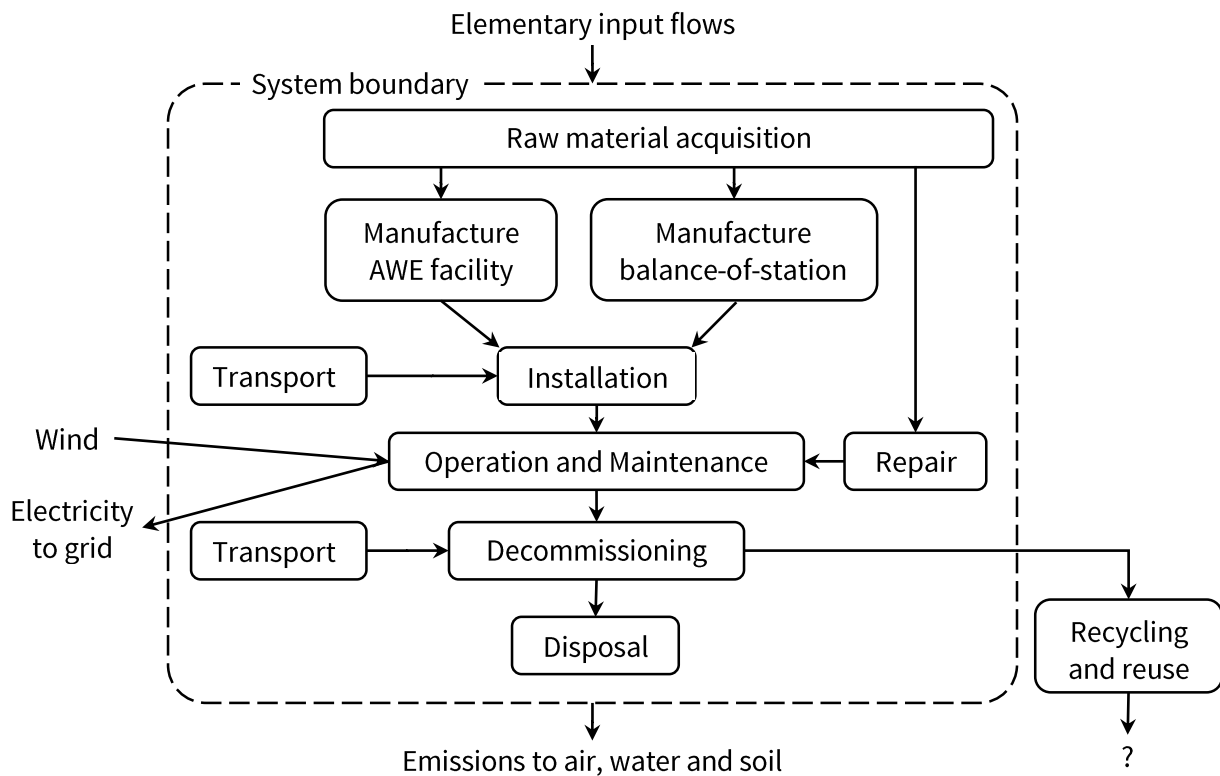 Elementary input flows
System boundary
Raw material acquisition
Manufacture
AWE facility
Manufacture
balance-of-station
Transport
Installation
Wind
Operation and Maintenance
Repair
Electricity
to grid
Transport
Decommissioning
Disposal
Recycling
and reuse
Emissions to air, water and soil
?